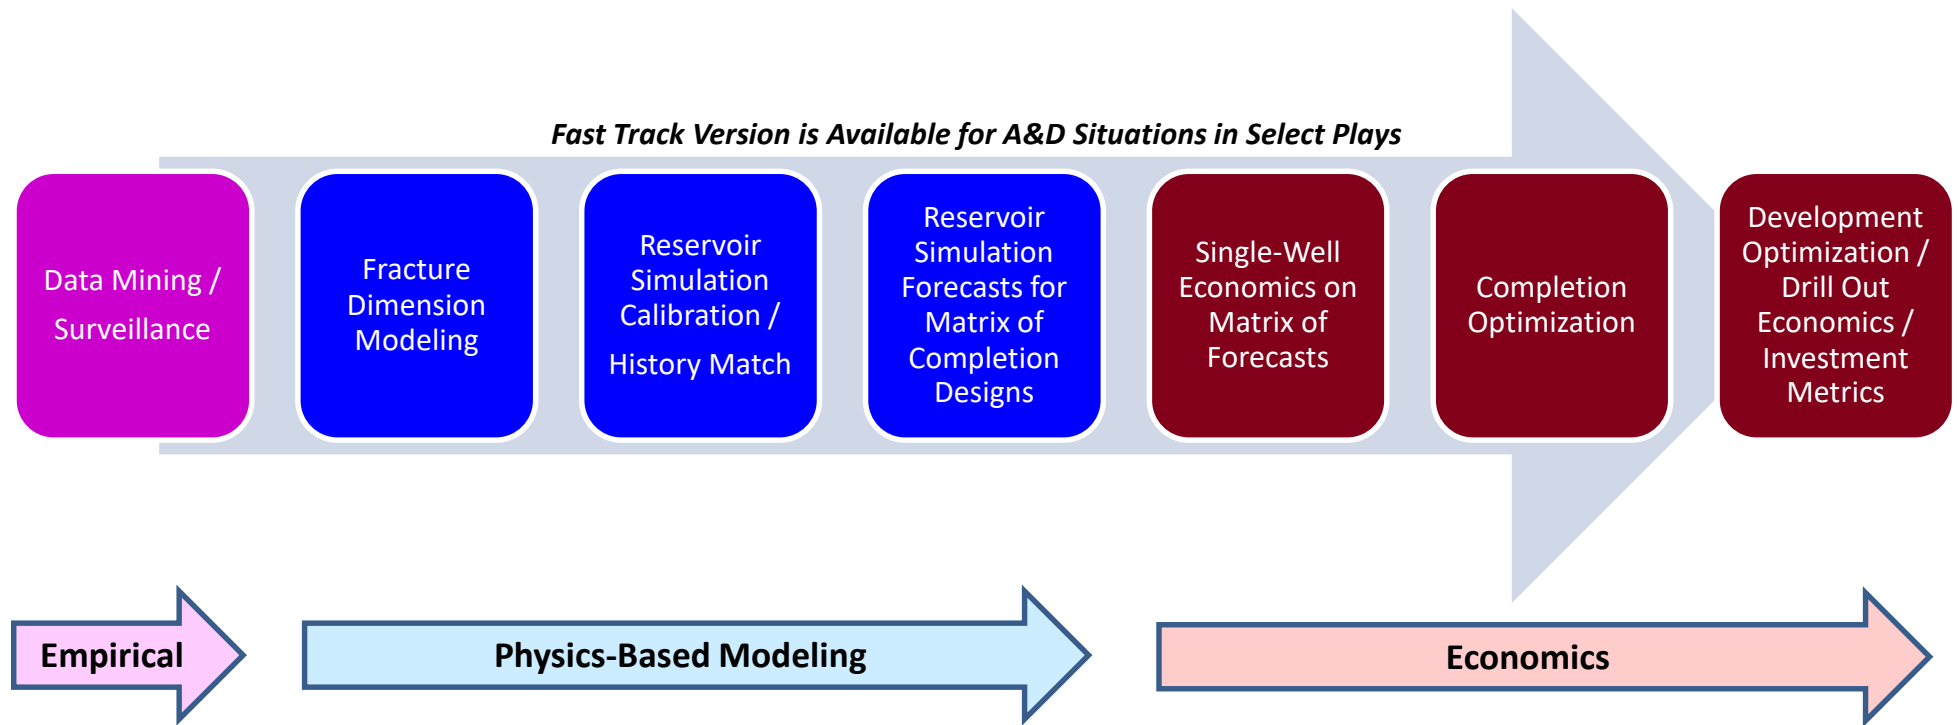 Fast Track Version is Available for A&D Situations in Select Plays
Data Mining /
Surveillance
Fracture
Dimension
Modeling
Reservoir
Simulation
Calibration /
History Match
Reservoir
Simulation
Forecasts for
Matrix of
Completion
Designs
Single-Well
Economics on
Matrix of
Forecasts
Completion
Optimization
Development
Optimization /
Drill Out
Economics /
Investment
Metrics
Empirical
Physics-Based Modeling
Economics